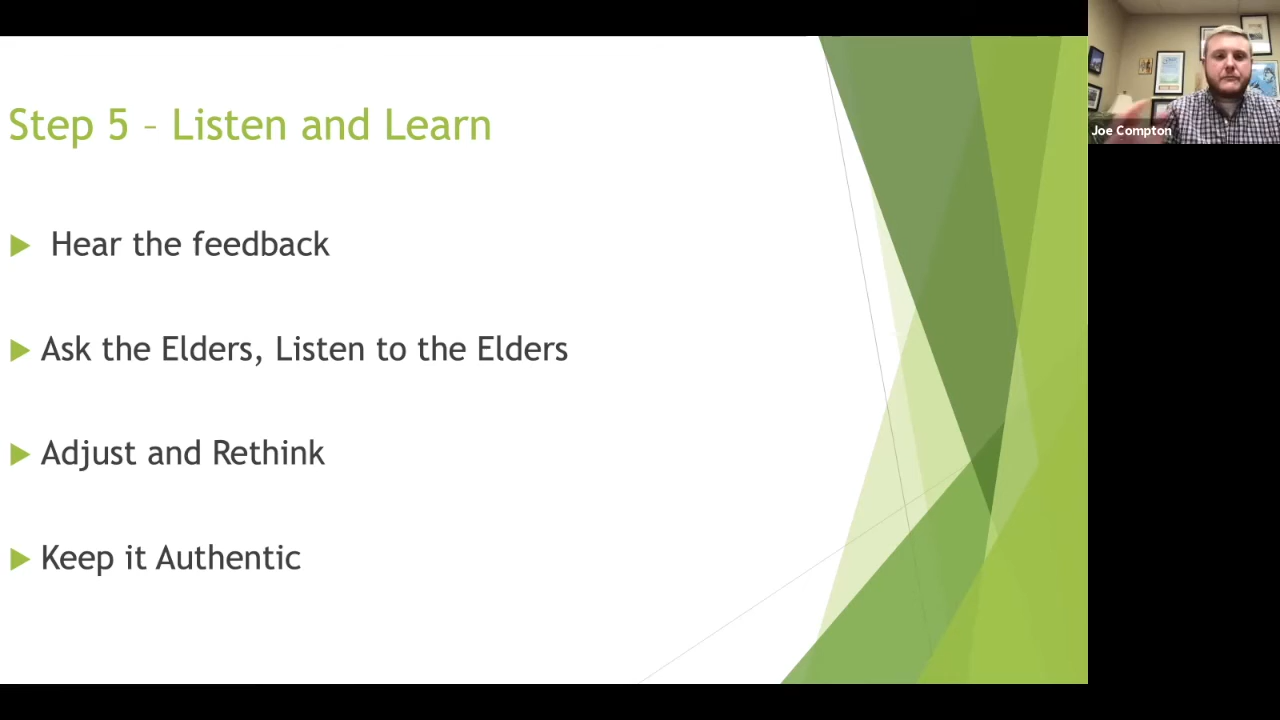 Step 5 – Listen and Learn
Hear the feedback
Ask the Elders, Listen to the Elders
Adjust and Rethink
Keep it Authentic
Joe Compton